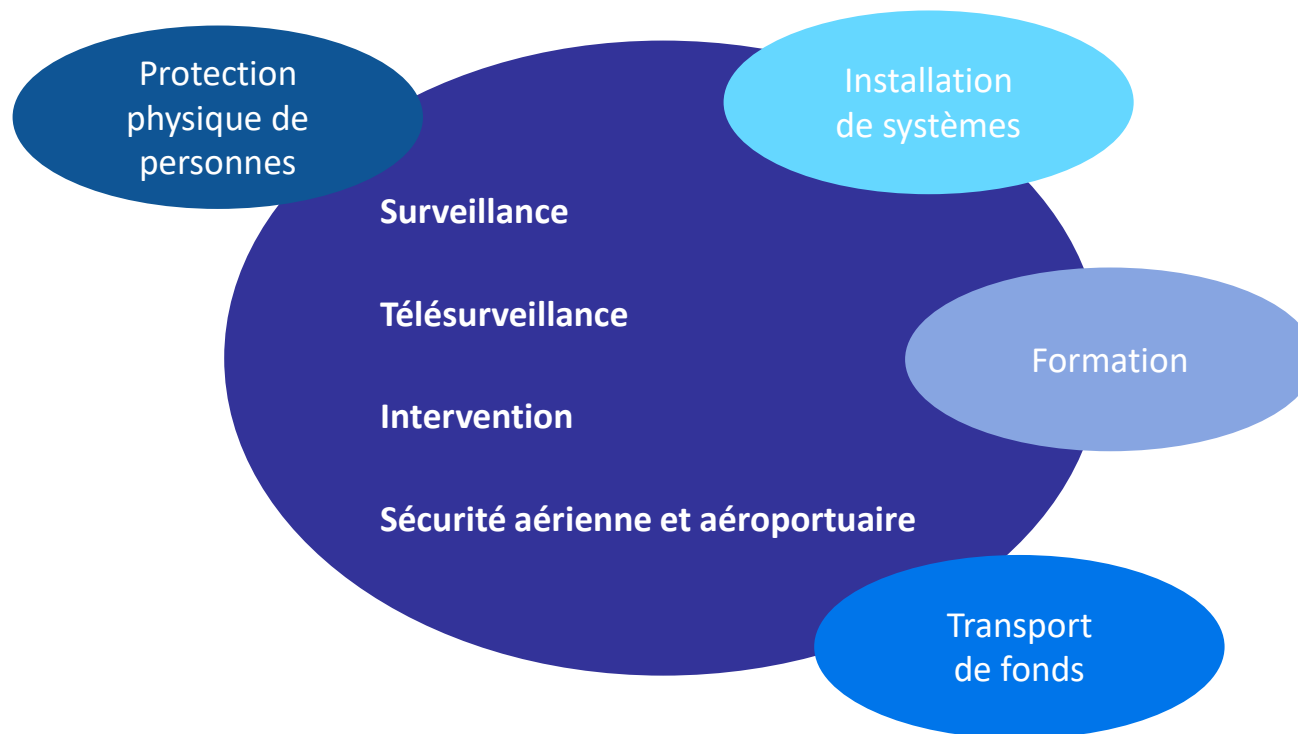 Protection
physique de
personnes
Installation
de systèmes
Surveillance
Télésurveillance
Intervention
Sécurité aérienne et aéroportuaire
Formation
Transport
de fonds